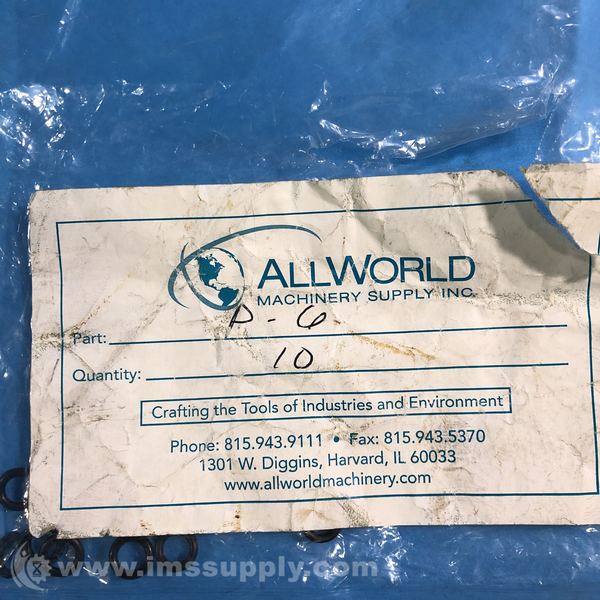 ALLWORLD
MACHINERY SUPPLY INC.
Part: P-6
Quantity: 10
Crafting the Tools of Industries and Environment
Phone: 815.943.9111 • Fax: 815.943.5370
1301 W. Diggins, Harvard, IL 60033
www.allworldmachinery.com
www.imssupply.com